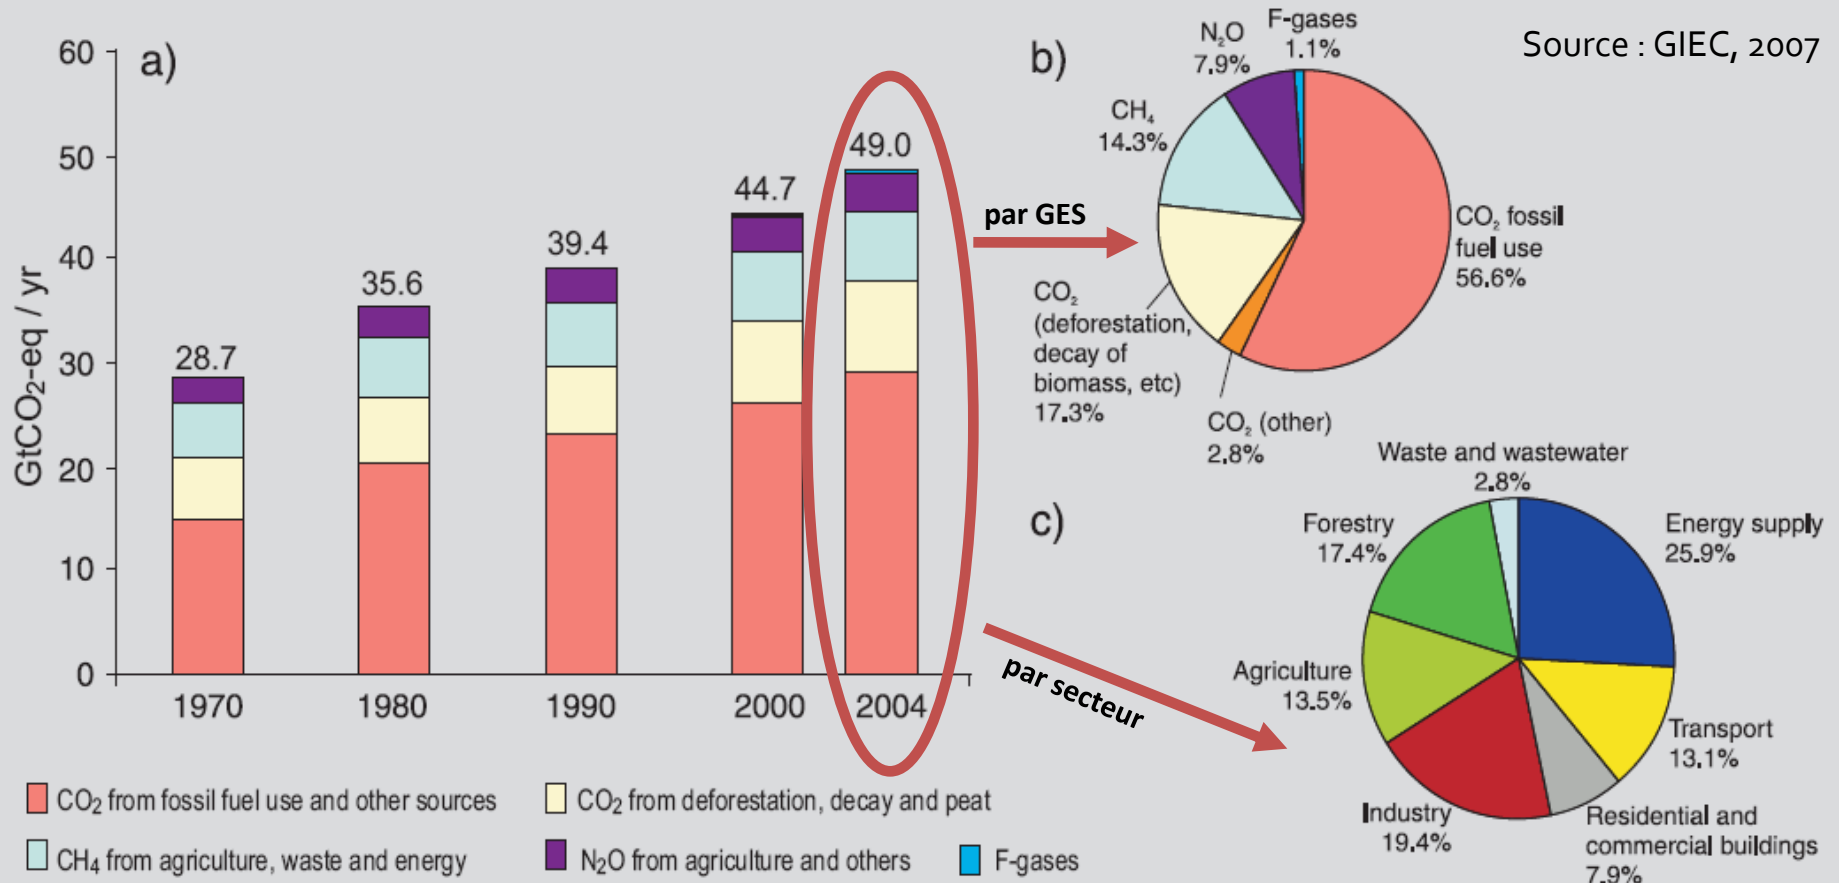 Source : GIEC, 2007
a)
GtCO2-eq / yr
60
50
40
30
20
10
0
28.7
35.6
39.4
44.7
49.0
1970
1980
1990
2000
2004
CO2 from fossil fuel use and other sources
CO2 from deforestation, decay and peat
CH4 from agriculture, waste and energy
N2O from agriculture and others
F-gases
par GES
par secteur
b)
F-gases
1.1%
N2O
7.9%
CH4
14.3%
CO2 fossil
fuel use
56.6%
CO2
(deforestation,
decay of
biomass, etc)
17.3%
CO2 (other)
2.8%
c)
Waste and wastewater
2.8%
Forestry
17.4%
Energy supply
25.9%
Agriculture
13.5%
Transport
13.1%
Industry
19.4%
Residential and
commercial buildings
7.9%